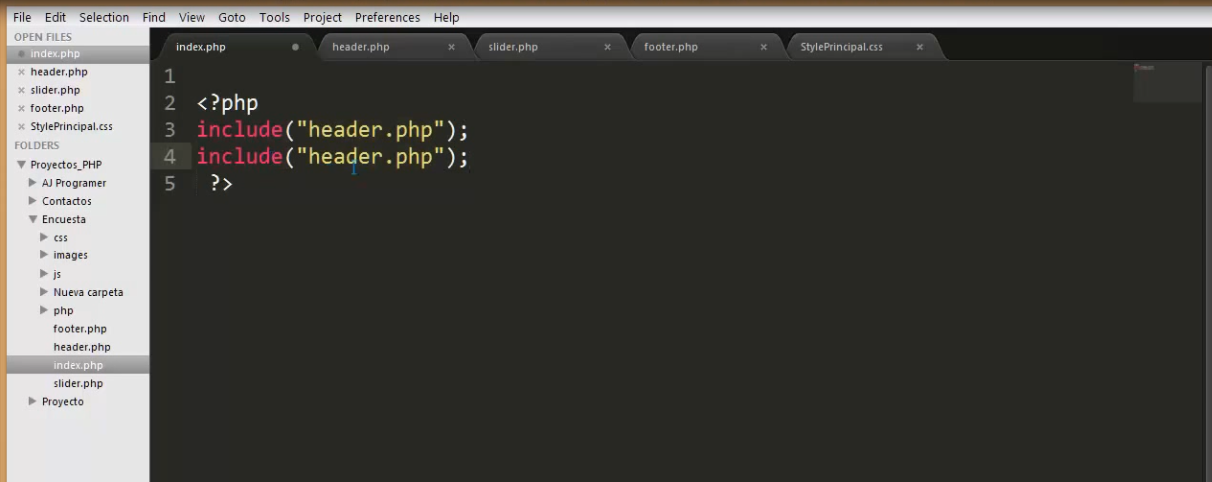 File Edit Selection Find View Goto Tools Project Preferences Help
OPEN FILES
index.php
header.php
slider.php
footer.php
StylePrincipal.css
FOLDERS
Proyectos_PHP
AJ Programer
Contactos
Encuesta
css
images
js
Nueva carpeta
php
footer.php
header.php
index.php
slider.php
Proyecto
index.php header.php slider.php footer.php StylePrincipal.css
1
2 <?php
3 include("header.php");
4 include("header.php");
5 ?>